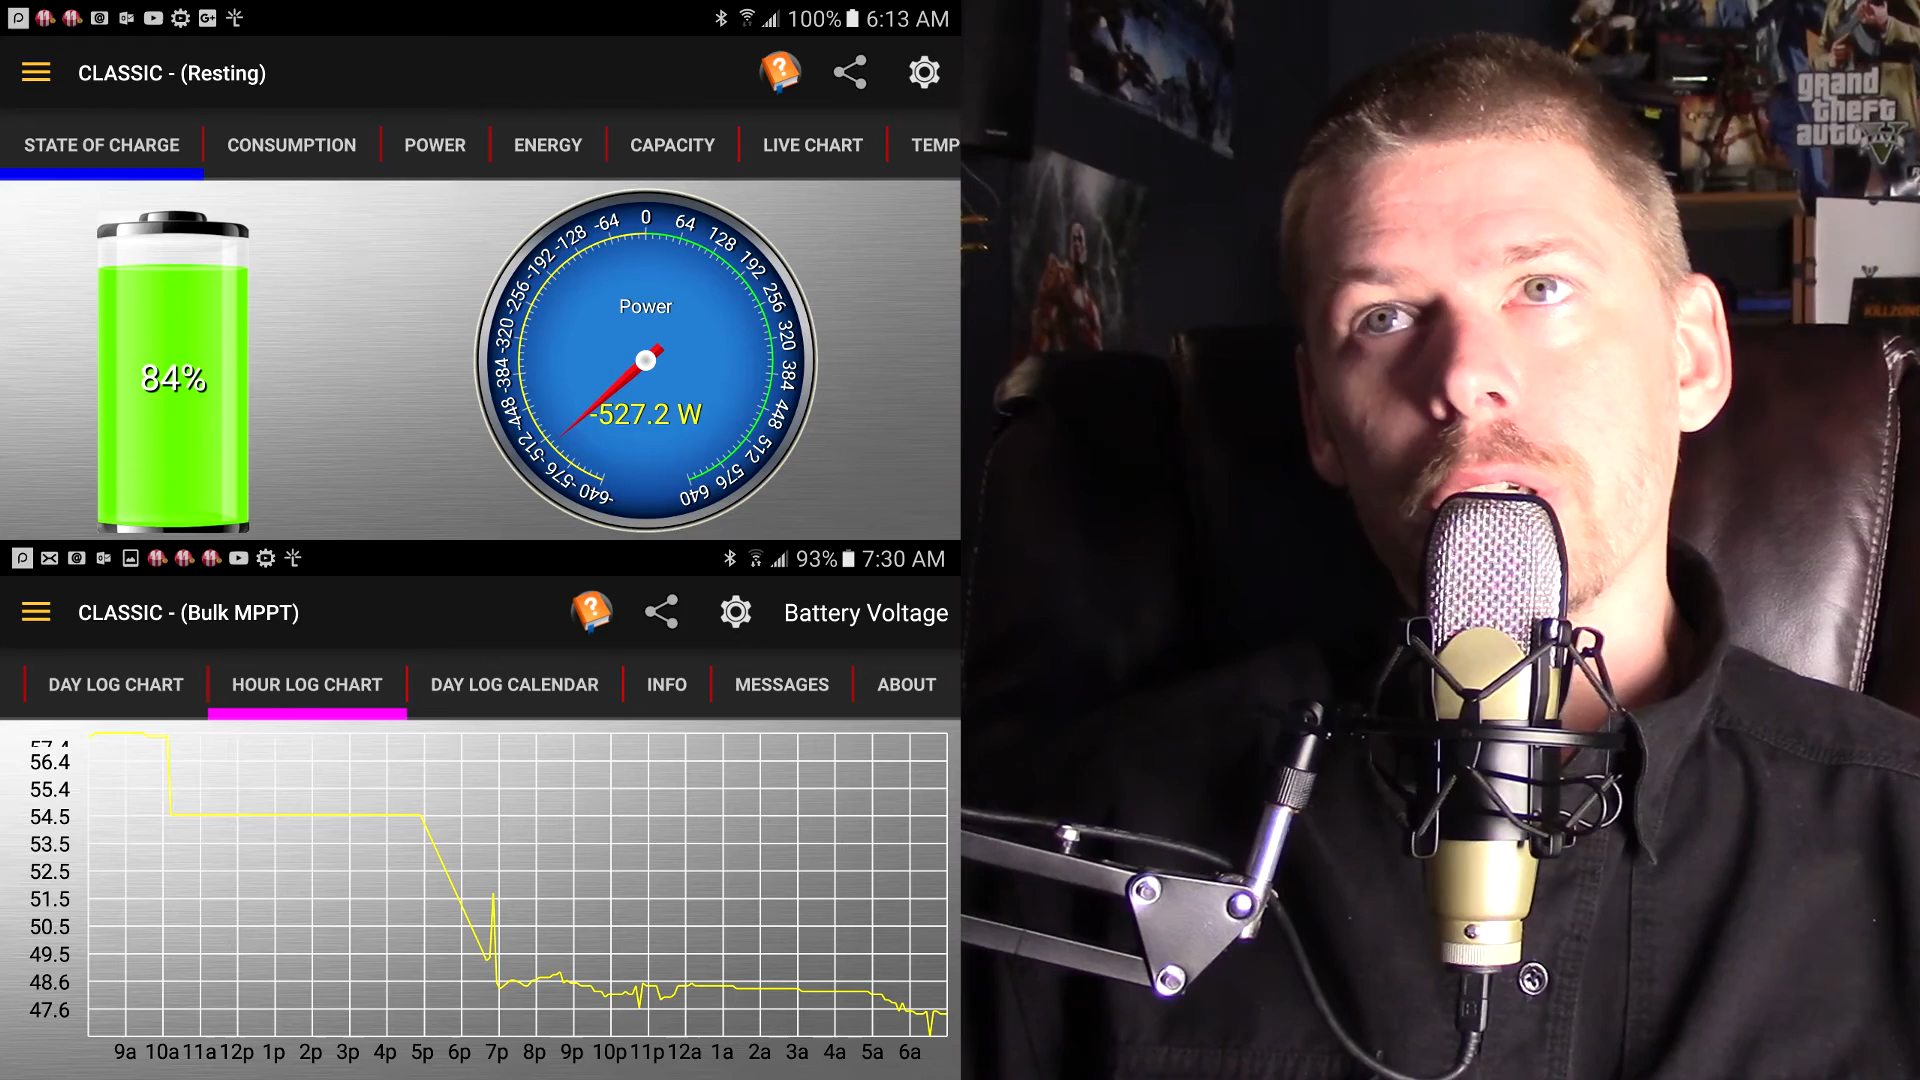 100% 6:13 AM
CLASSIC - (Resting)
STATE OF CHARGE CONSUMPTION POWER ENERGY CAPACITY LIVE CHART TEMP
84%
-640 -576 -512 -448 -384 -320 -256 -192 -128 -64 0 64 128 192 256 320 384 448 512 576 640
Power
-527.2 W
93% 7:30 AM
CLASSIC - (Bulk MPPT) Battery Voltage
DAY LOG CHART HOUR LOG CHART DAY LOG CALENDAR INFO MESSAGES ABOUT
57.4
56.4
55.4
54.5
53.5
52.5
51.5
50.5
49.5
48.6
47.6
9a 10a 11a 12p 1p 2p 3p 4p 5p 6p 7p 8p 9p 10p 11p 12a 1a 2a 3a 4a 5a 6a
grand
theft
auto V
KILLZONE